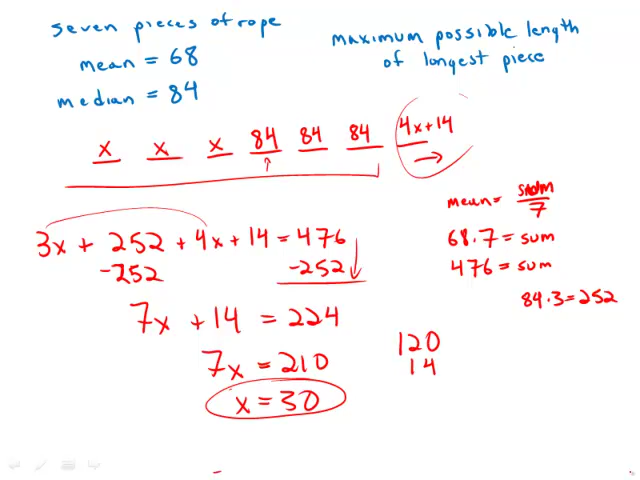 seven pieces of rope
mean = 68
median = 84
maximum possible length
of longest piece
x x x 84 84 84 4x+14
mean = /7
68·7 = sum
476 = sum
84·3=252
3x + 252 + 4x + 14 = 476
-252 -252
7x + 14 = 224
7x = 210
x = 30
120
14